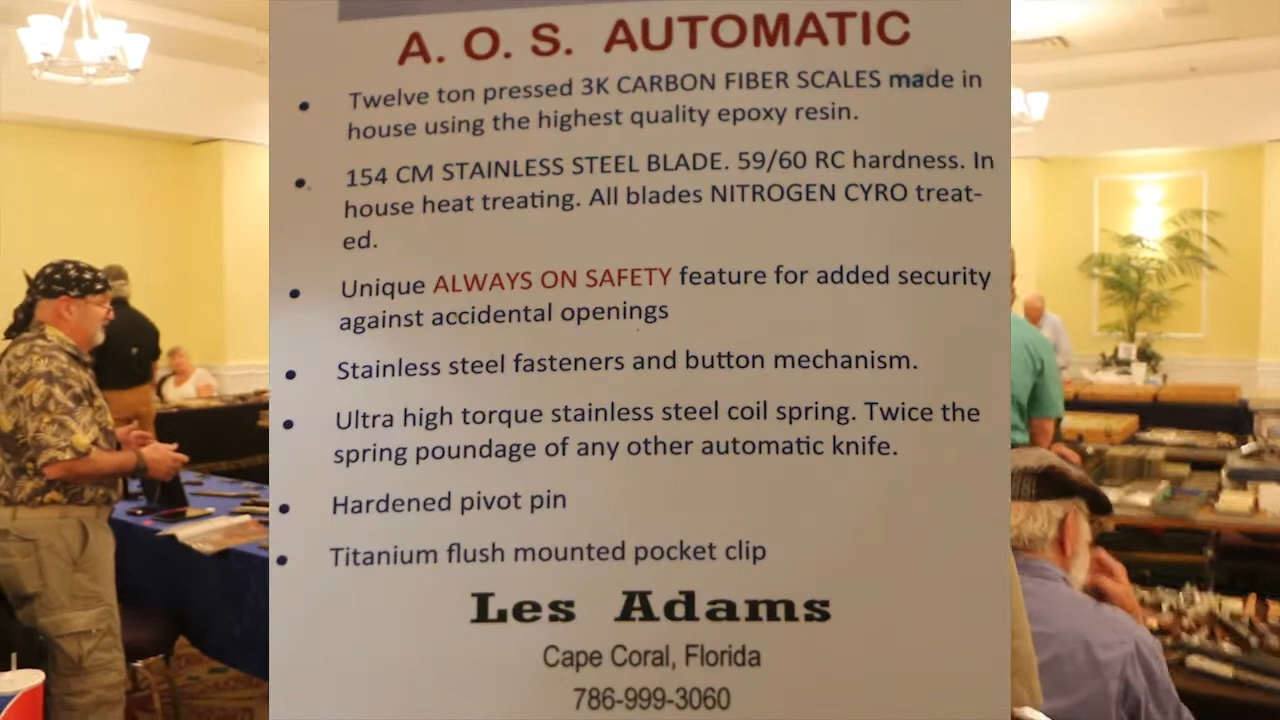 A. O. S. AUTOMATIC
• Twelve ton pressed 3K CARBON FIBER SCALES made in
house using the highest quality epoxy resin.
• 154 CM STAINLESS STEEL BLADE. 59/60 RC hardness. In
house heat treating. All blades NITROGEN CYRO treat-
ed.
• Unique ALWAYS ON SAFETY feature for added security
against accidental openings
• Stainless steel fasteners and button mechanism.
• Ultra high torque stainless steel coil spring. Twice the
spring poundage of any other automatic knife.
• Hardened pivot pin
• Titanium flush mounted pocket clip
Les Adams
Cape Coral, Florida
786-999-3060